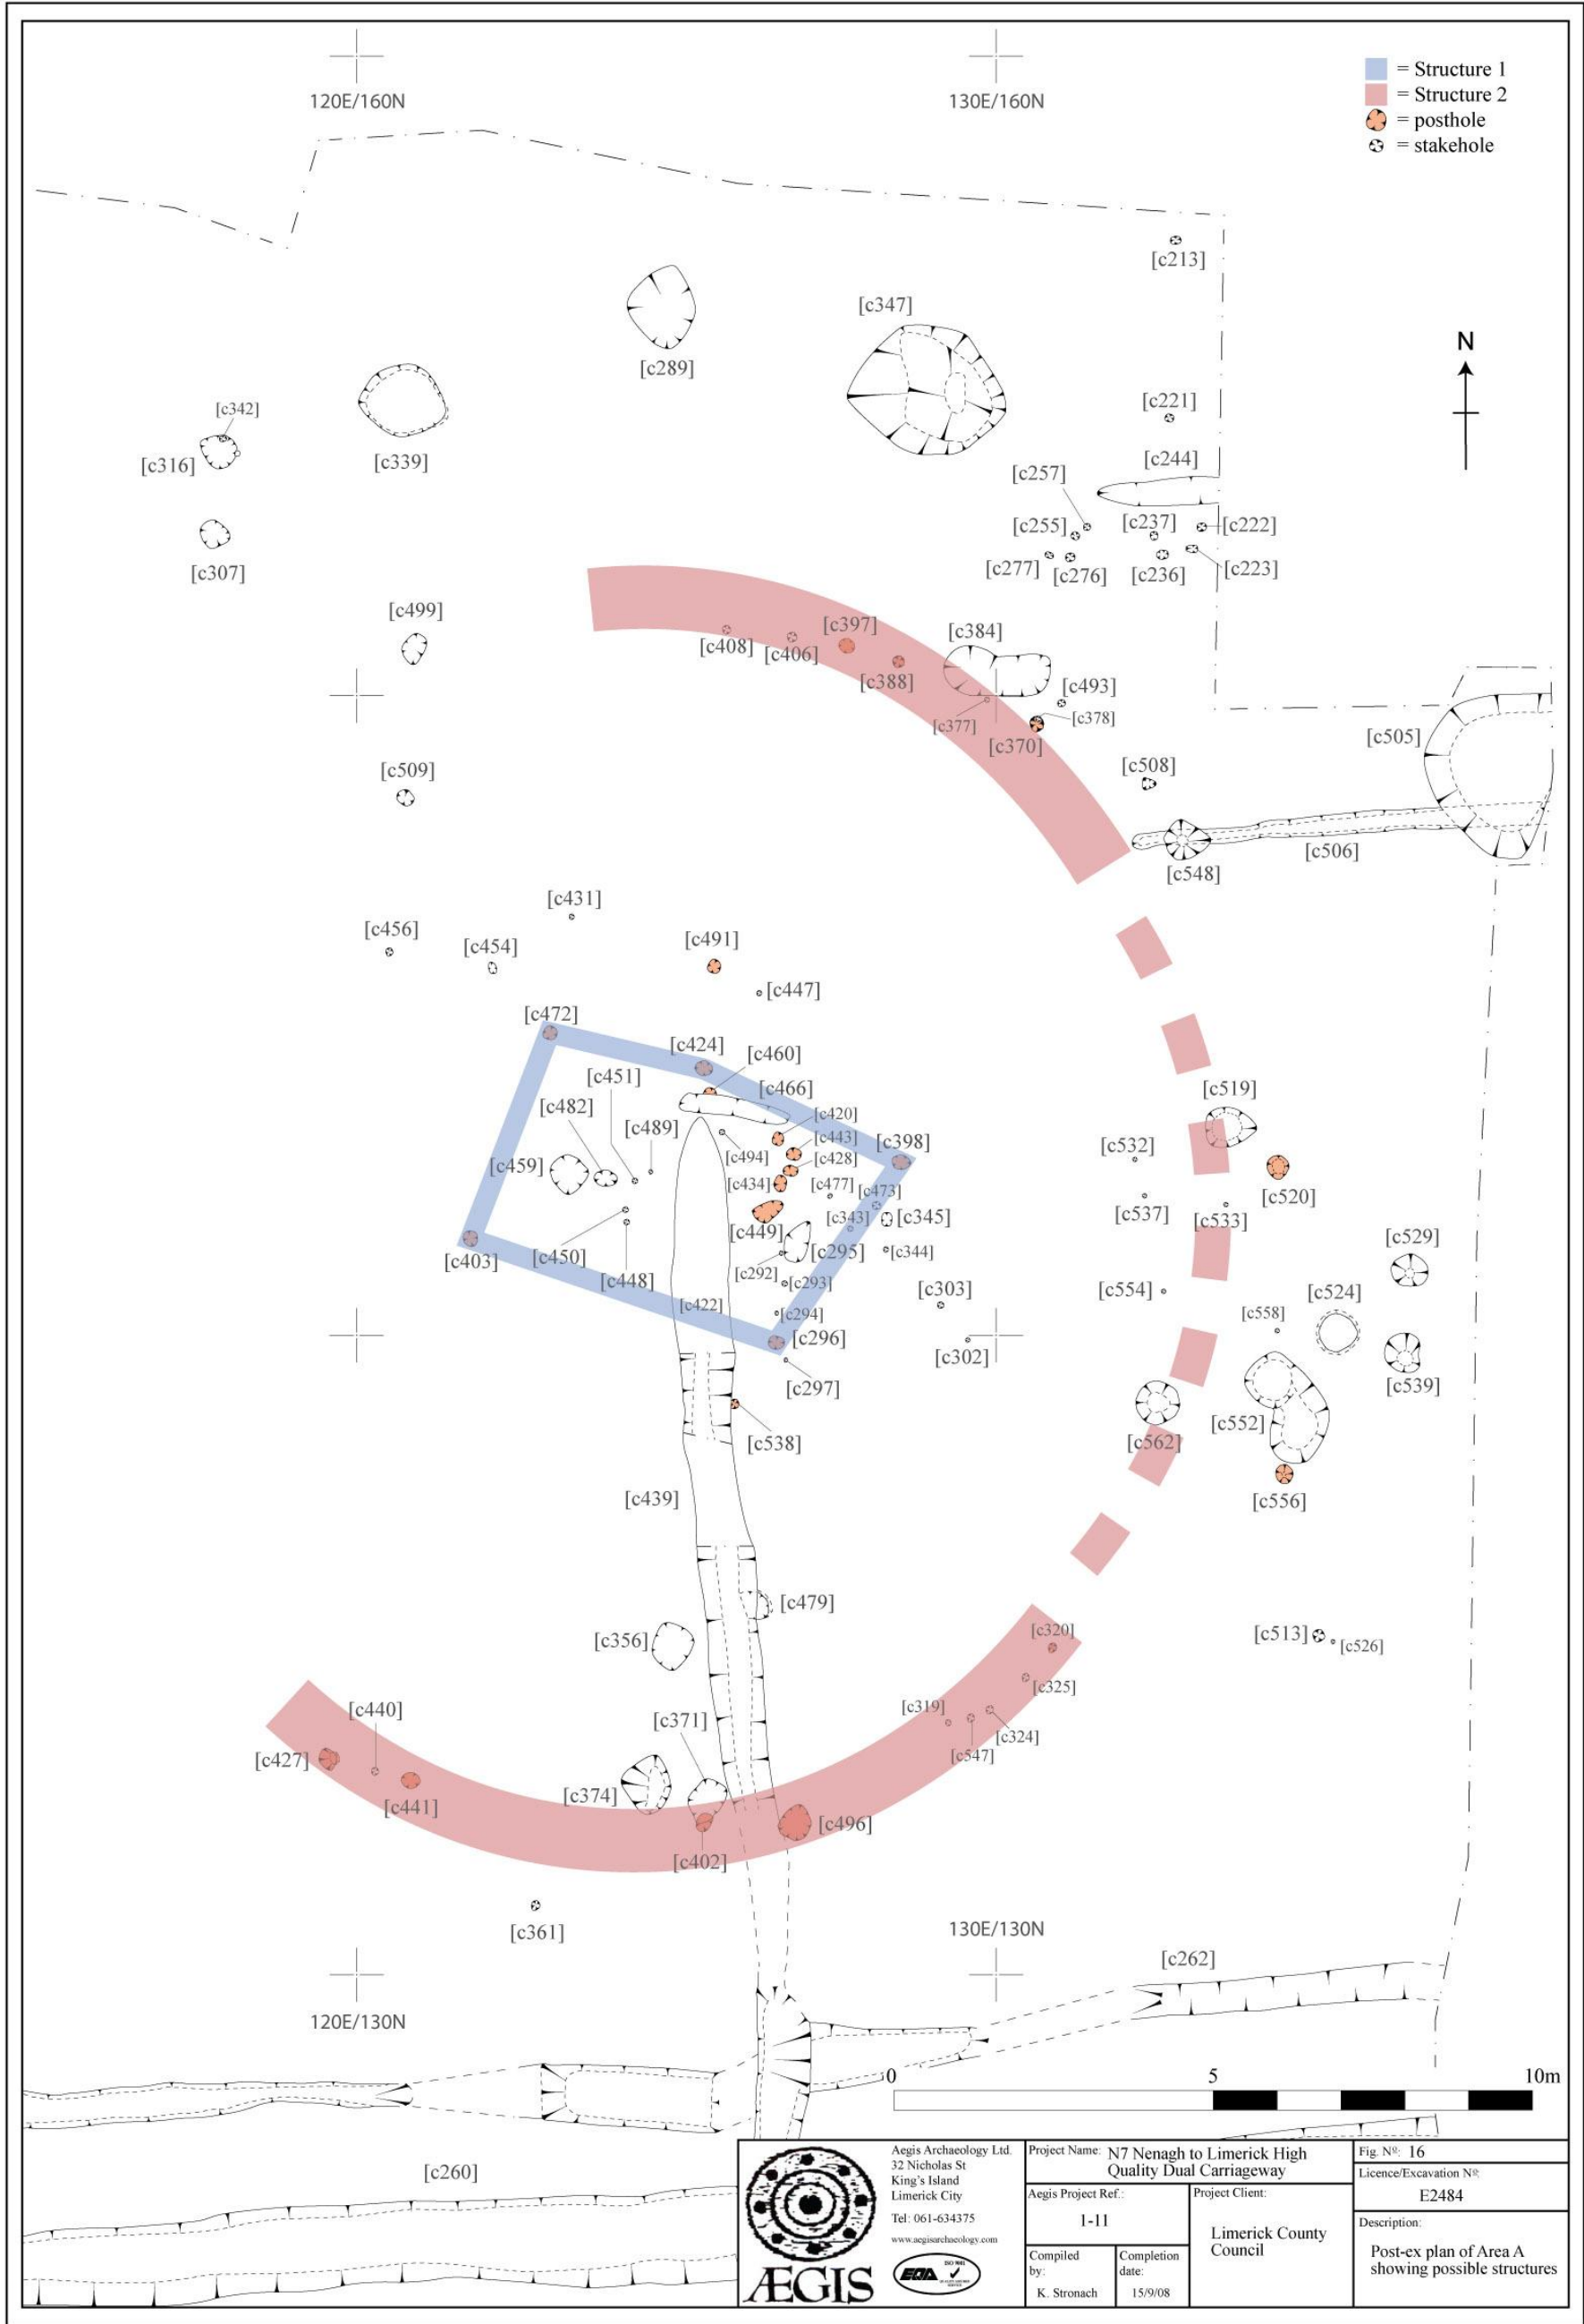 120E/160N
130E/160N
= Structure 1
= Structure 2
= posthole
= stakehole
[c213]
[c347]
N
[c289]
[c342]
[c221]
[c316]
[c339]
[c244]
[c257]
[c255]
[c237]
[c222]
[c307]
[c277]
[c276]
[c236]
[c223]
[c499]
[c397]
[c384]
[c408]
[c406]
[c388]
[c493]
[c377]
[c378]
[c370]
[c505]
[c509]
[c508]
[c506]
[c548]
[c431]
[c456]
[c454]
[c491]
[c447]
[c472]
[c424]
[c460]
[c451]
[c466]
[c519]
[c482]
[c489]
[c420]
[c443]
[c398]
[c459]
[c494]
[c428]
[c532]
[c434]
[c477]
[c473]
[c520]
[c449]
[c343]
[c345]
[c537]
[c533]
[c403]
[c450]
[c295]
[c344]
[c529]
[c448]
[c292]
[c293]
[c422]
[c294]
[c303]
[c554]
[c524]
[c558]
[c296]
[c302]
[c297]
[c539]
[c552]
[c538]
[c562]
[c439]
[c556]
[c479]
[c356]
[c320]
[c513]
[c526]
[c325]
[c440]
[c371]
[c319]
[c324]
[c427]
[c547]
[c374]
[c441]
[c496]
[c402]
[c361]
130E/130N
[c262]
120E/130N
0 5 10m
[c260]
Aegis Archaeology Ltd.
32 Nicholas St
King's Island
Limerick City
Tel: 061-634375
www.aegisarchaeology.com
EQA
ISO 9001
ÆGIS
Project Name: N7 Nenagh to Limerick High
Quality Dual Carriageway
Aegis Project Ref.:
1-11
Project Client:
Limerick County
Council
Compiled
by:
K. Stronach
Completion
date:
15/9/08
Fig. Nº: 16
Licence/Excavation Nº:
E2484
Description:
Post-ex plan of Area A
showing possible structures